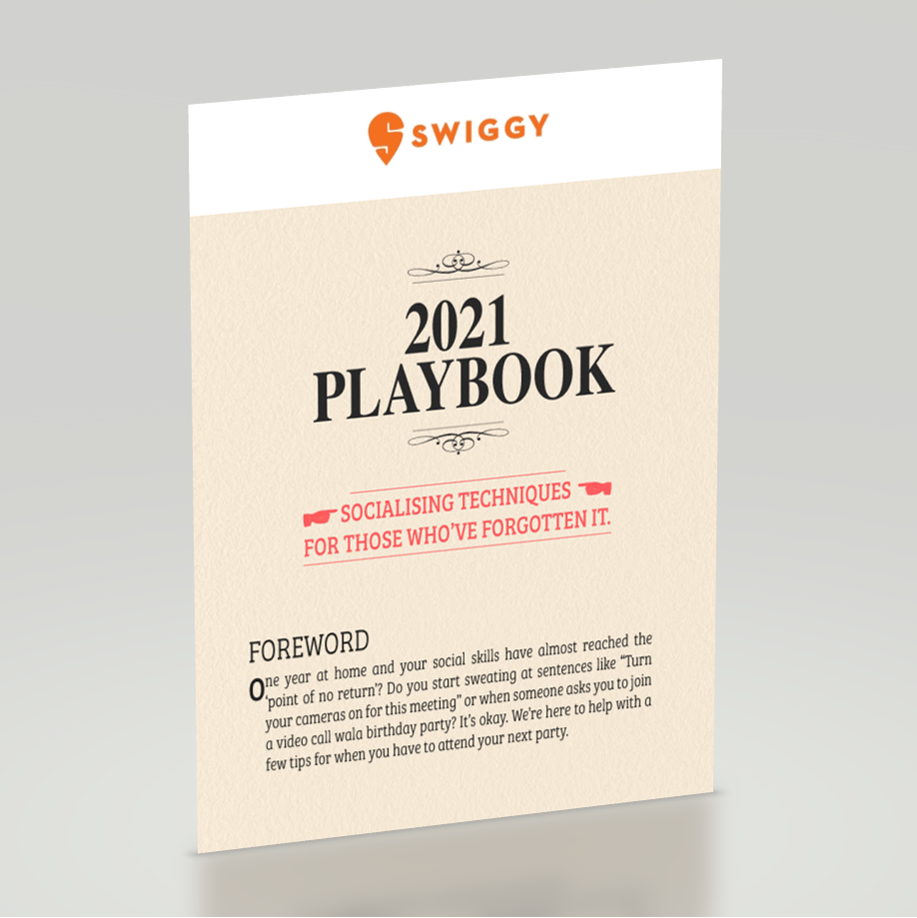 SWIGGY
2021
PLAYBOOK
SOCIALISING TECHNIQUES
FOR THOSE WHO'VE FORGOTTEN IT.
FOREWORD
One year at home and your social skills have almost reached the
'point of no return'? Do you start sweating at sentences like "Turn
your cameras on for this meeting" or when someone asks you to join
a video call wala birthday party? It's okay. We're here to help with a
few tips for when you have to attend your next party.